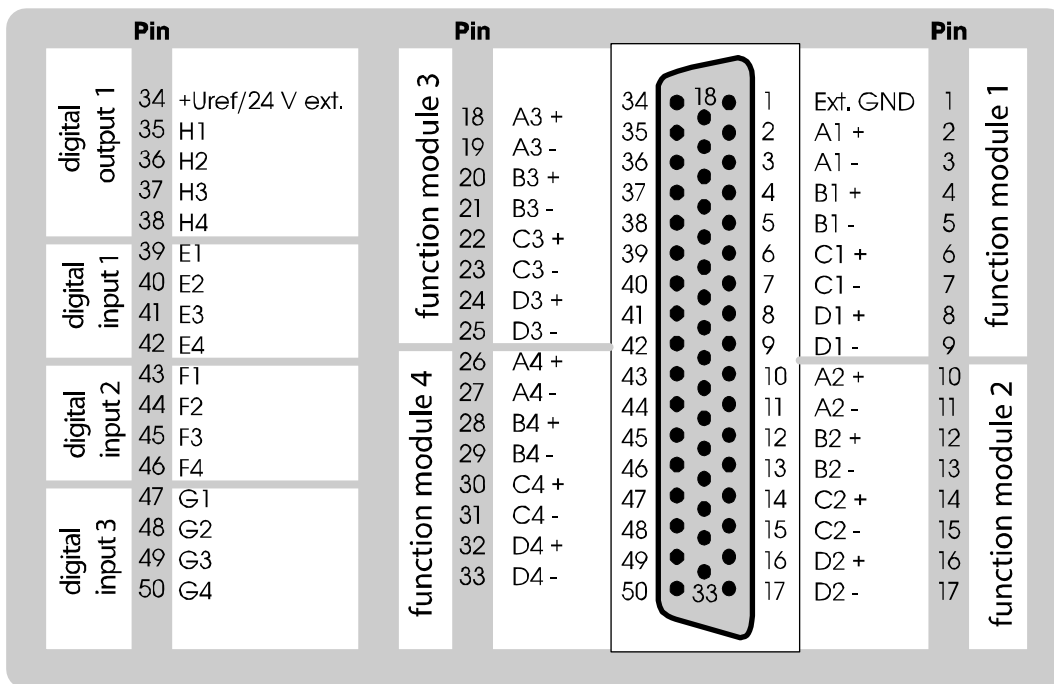 Pin
digital
output 1
34 +Uref/24 V ext.
35 H1
36 H2
37 H3
38 H4
digital
input 1
39 E1
40 E2
41 E3
42 E4
digital
input 2
43 F1
44 F2
45 F3
46 F4
digital
input 3
47 G1
48 G2
49 G3
50 G4
Pin
function module 3
18 A3 +
19 A3 -
20 B3 +
21 B3 -
22 C3 +
23 C3 -
24 D3 +
25 D3 -
function module 4
26 A4 +
27 A4 -
28 B4 +
29 B4 -
30 C4 +
31 C4 -
32 D4 +
33 D4 -
34 18 1
35 2
36 3
37 4
38 5
39 6
40 7
41 8
42 9
43 10
44 11
45 12
46 13
47 14
48 15
49 16
50 33 17
Pin
Ext. GND 1
A1 + 2
A1 - 3
B1 + 4
B1 - 5
C1 + 6
C1 - 7
D1 + 8
D1 - 9
function module 1
A2 + 10
A2 - 11
B2 + 12
B2 - 13
C2 + 14
C2 - 15
D2 + 16
D2 - 17
function module 2